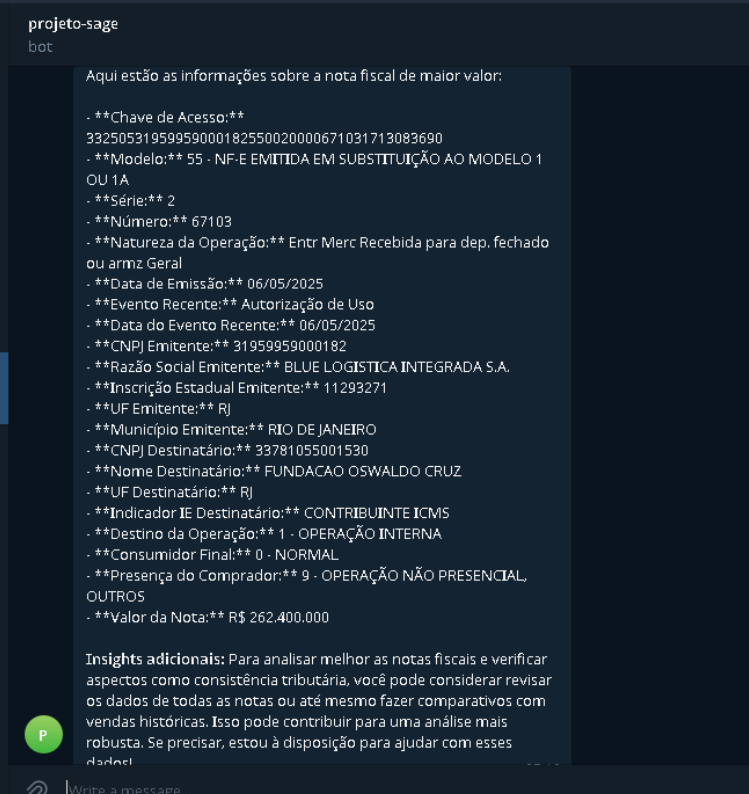 projeto-sage
bot
Aqui estão as informações sobre a nota fiscal de maior valor:
- **Chave de Acesso:**
33250531959959000182550020000671031713083690
- **Modelo:** 55 - NF-E EMITIDA EM SUBSTITUIÇÃO AO MODELO 1
OU 1A
- **Série:** 2
- **Número:** 67103
- **Natureza da Operação:** Entr Merc Recebida para dep. fechado
ou armz Geral
- **Data de Emissão:** 06/05/2025
- **Evento Recente:** Autorização de Uso
- **Data do Evento Recente:** 06/05/2025
- **CNPJ Emitente:** 31959959000182
- **Razão Social Emitente:** BLUE LOGISTICA INTEGRADA S.A.
- **Inscrição Estadual Emitente:** 11293271
- **UF Emitente:** RJ
- **Município Emitente:** RIO DE JANEIRO
- **CNPJ Destinatário:** 33781055001530
- **Nome Destinatário:** FUNDACAO OSWALDO CRUZ
- **UF Destinatário:** RJ
- **Indicador IE Destinatário:** CONTRIBUINTE ICMS
- **Destino da Operação:** 1 - OPERAÇÃO INTERNA
- **Consumidor Final:** 0 - NORMAL
- **Presença do Comprador:** 9 - OPERAÇÃO NÃO PRESENCIAL,
OUTROS
- **Valor da Nota:** R$ 262.400.000
Insights adicionais: Para analisar melhor as notas fiscais e verificar
aspectos como consistência tributária, você pode considerar revisar
os dados de todas as notas ou até mesmo fazer comparativos com
vendas históricas. Isso pode contribuir para uma análise mais
robusta. Se precisar, estou à disposição para ajudar com esses
dados!
P
Write a message